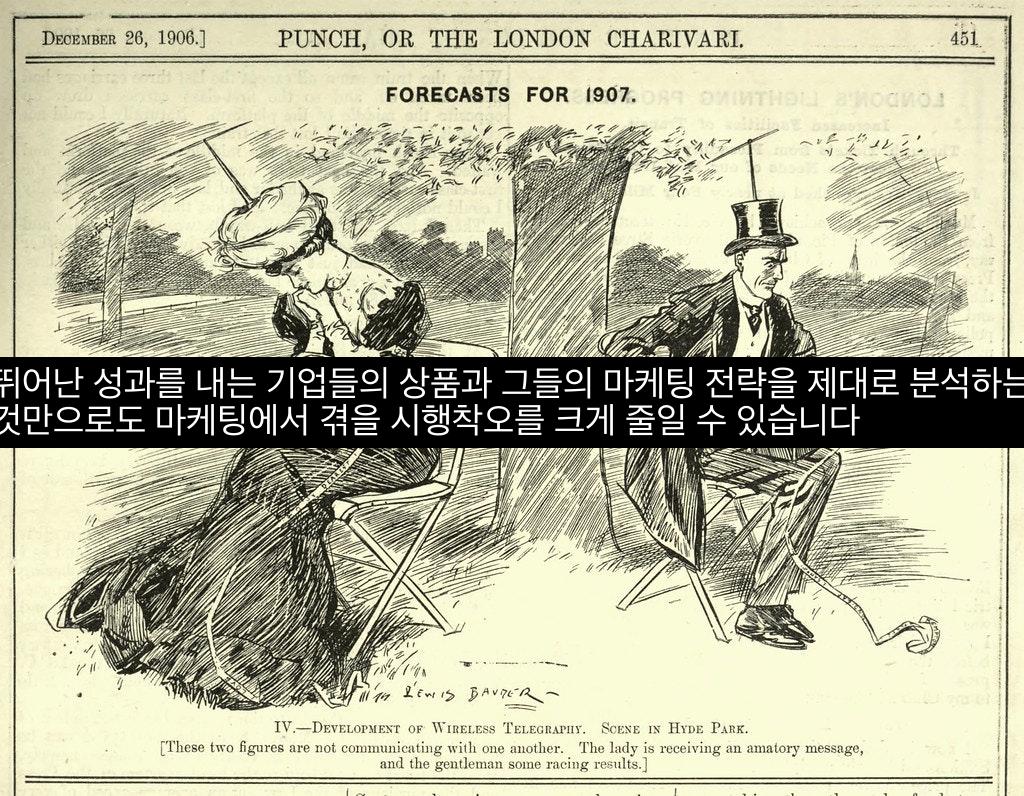 DECEMBER 26, 1906.] PUNCH, OR THE LONDON CHARIVARI. 451
FORECASTS FOR 1907.
뛰어난 성과를 내는 기업들의 상품과 그들의 마케팅 전략을 제대로 분석하는
것만으로도 마케팅에서 겪을 시행착오를 크게 줄일 수 있습니다
LEWIS BAUMER
IV.—DEVELOPMENT OF WIRELESS TELEGRAPHY. SCENE IN HYDE PARK.
[These two figures are not communicating with one another. The lady is receiving an amatory message,
and the gentleman some racing results.]